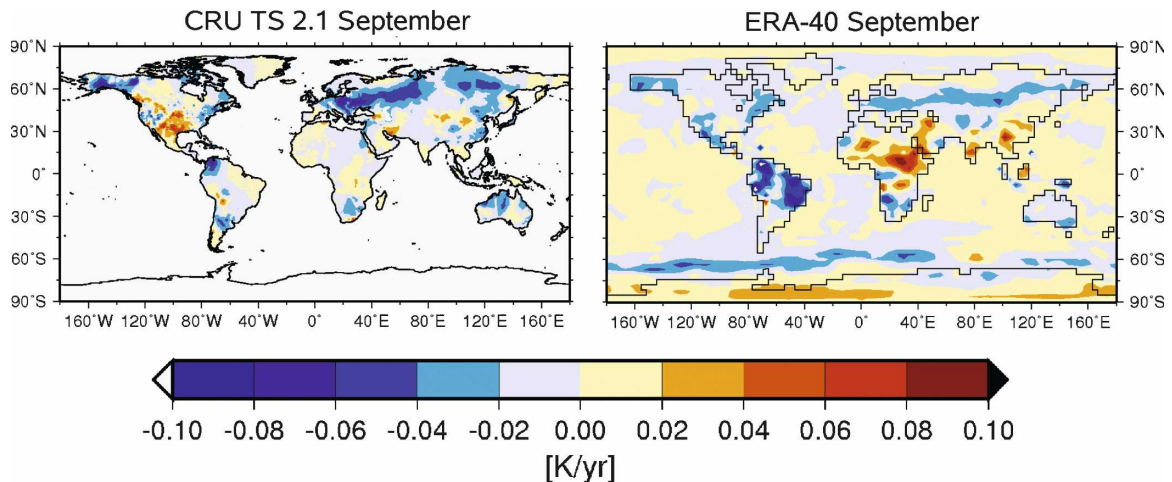 CRU TS 2.1 September
ERA-40 September
90°N 90°N
60°N 60°N
30°N 30°N
0° 0°
30°S 30°S
60°S 60°S
90°S 90°S
160°W 120°W 80°W 40°W 0° 40°E 80°E 120°E 160°E
160°W 120°W 80°W 40°W 0° 40°E 80°E 120°E 160°E
-0.10 -0.08 -0.06 -0.04 -0.02 0.00 0.02 0.04 0.06 0.08 0.10
[K/yr]